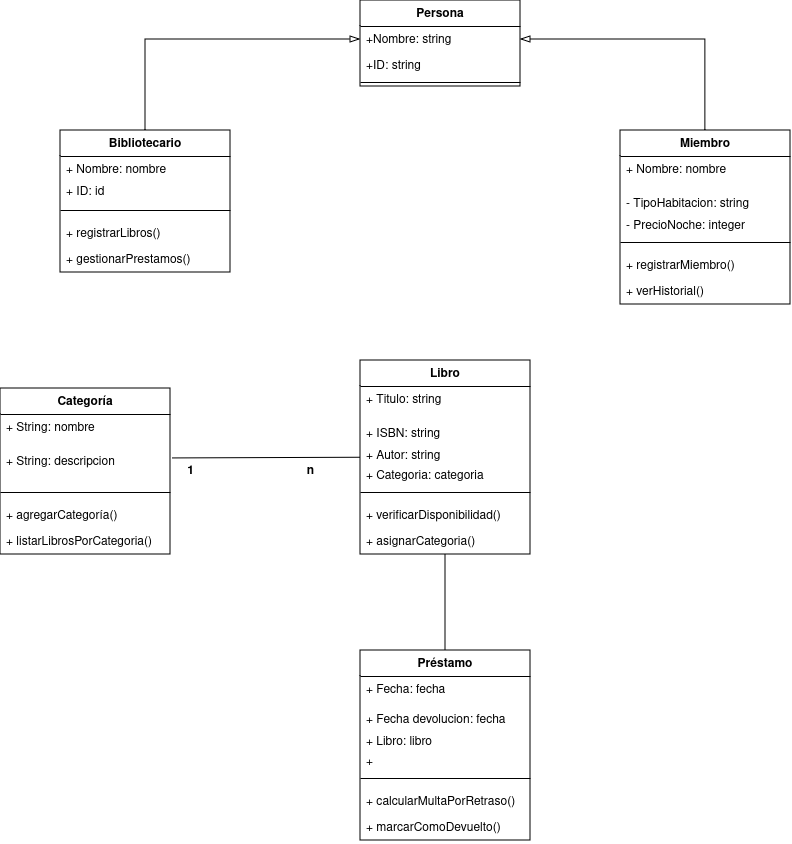 Persona
+Nombre: string
+ID: string
Bibliotecario
+ Nombre: nombre
+ ID: id
+ registrarLibros()
+ gestionarPrestamos()
Miembro
+ Nombre: nombre
- TipoHabitacion: string
- PrecioNoche: integer
+ registrarMiembro()
+ verHistorial()
Categoría
+ String: nombre
+ String: descripcion
+ agregarCategoría()
+ listarLibrosPorCategoria()
1
n
Libro
+ Titulo: string
+ ISBN: string
+ Autor: string
+ Categoria: categoria
+ verificarDisponibilidad()
+ asignarCategoria()
Préstamo
+ Fecha: fecha
+ Fecha devolucion: fecha
+ Libro: libro
+
+ calcularMultaPorRetraso()
+ marcarComoDevuelto()